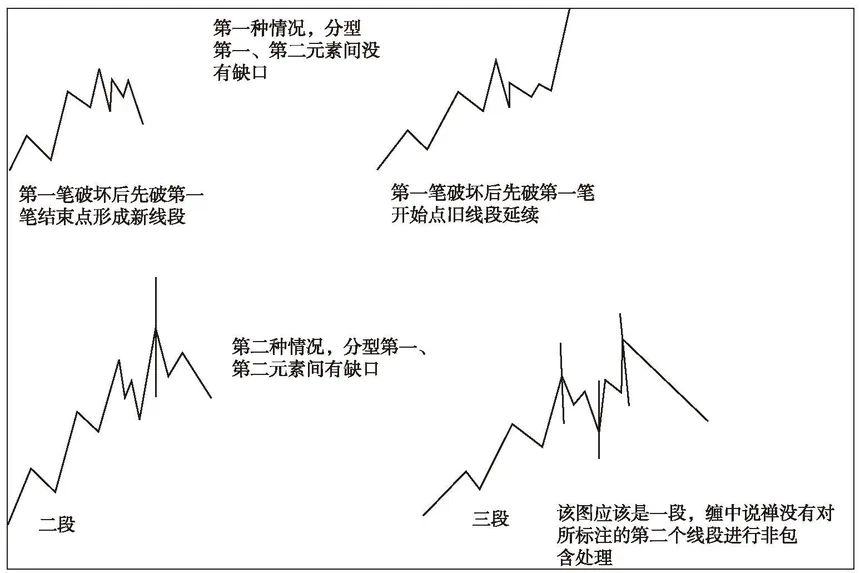 第一种情况，分型
第一、第二元素间没
有缺口
第一笔破坏后先破第一
笔结束点形成新线段
第一笔破坏后先破第一笔
开始点旧线段延续
第二种情况，分型第一、
第二元素间有缺口
二段
三段
该图应该是一段，缠中说禅没有对
所标注的第二个线段进行非包
含处理